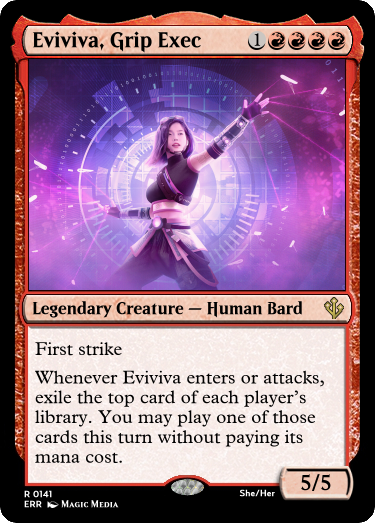 Eviviva, Grip Exec 1
Legendary Creature — Human Bard
First strike
Whenever Eviviva enters or attacks,
exile the top card of each player's
library. You may play one of those
cards this turn without paying its
mana cost.
5/5
R 0141
ERR Magic Media
She/Her